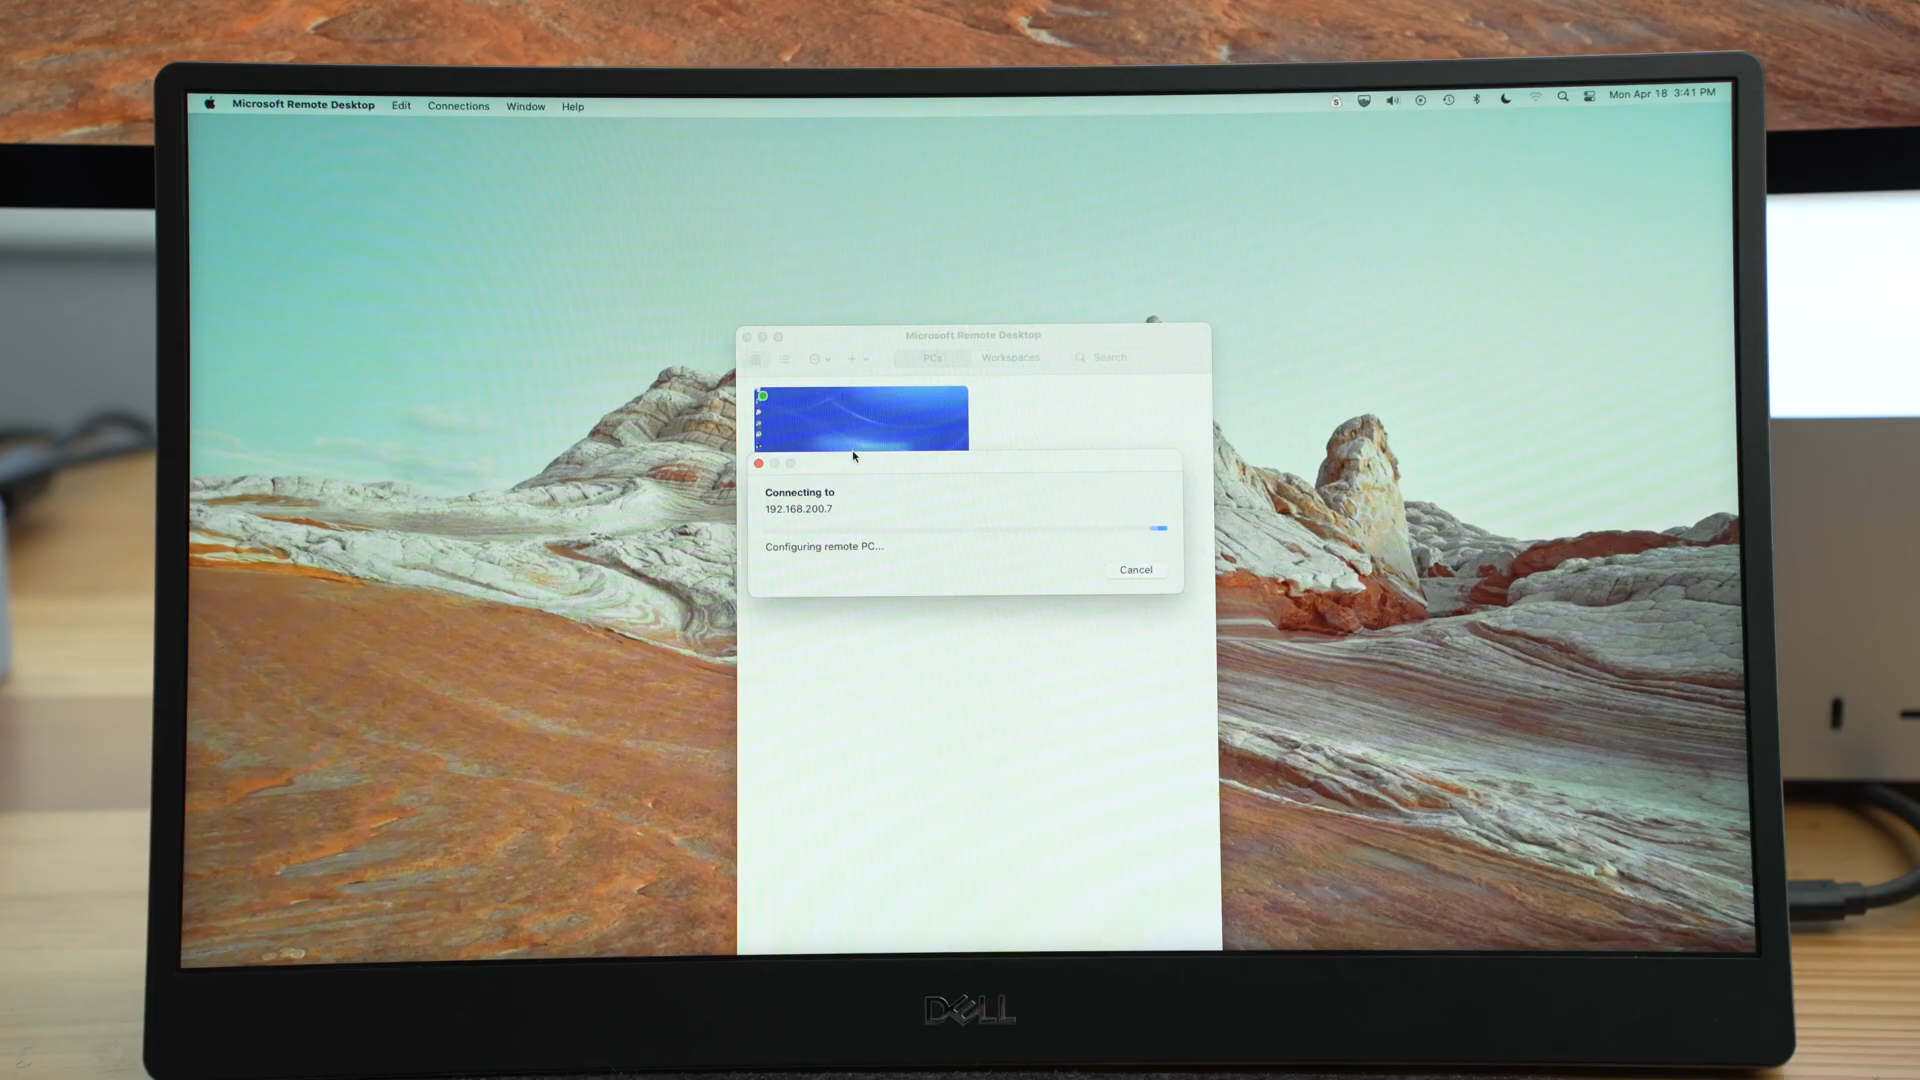 Microsoft Remote Desktop Edit Connections Window Help
S
Mon Apr 18 3:41 PM
Microsoft Remote Desktop
PCs Workspaces Search
Connecting to
192.168.200.7
Configuring remote PC...
Cancel
DELL